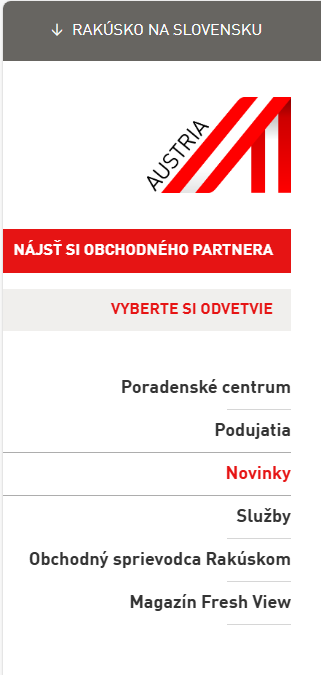 ↓ RAKÚSKO NA SLOVENSKU
AUSTRIA
NÁJSŤ SI OBCHODNÉHO PARTNERA
VYBERTE SI ODVETVIE
Poradenské centrum
Podujatia
Novinky
Služby
Obchodný sprievodca Rakúskom
Magazín Fresh View